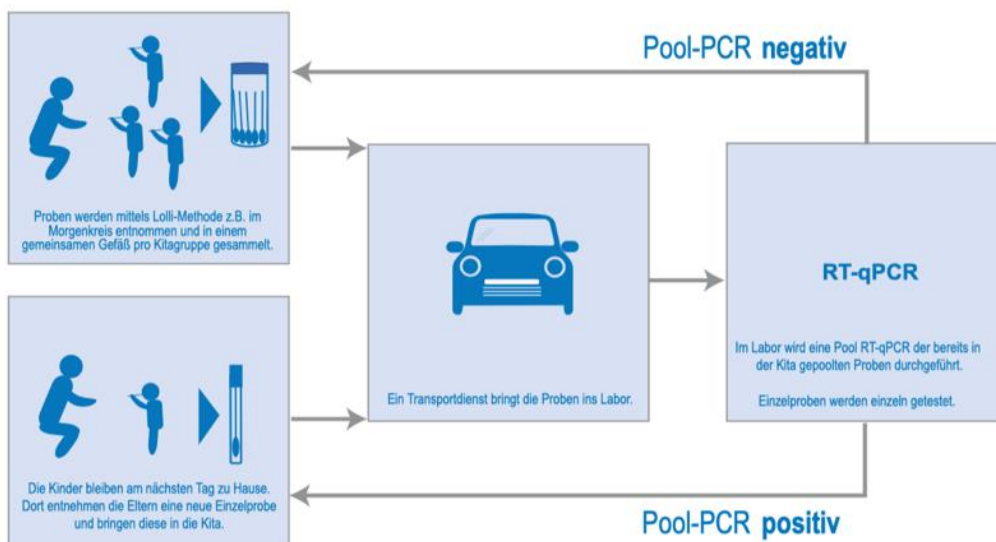 Pool-PCR negativ
Proben werden mittels Lolli-Methode z.B. im
Morgenkreis entnommen und in einem
gemeinsamen Gefäß pro Kitagruppe gesammelt.
Ein Transportdienst bringt die Proben ins Labor.
RT-qPCR
Im Labor wird eine Pool RT-qPCR der bereits in
der Kita gepoolten Proben durchgeführt.
Einzelproben werden einzeln getestet.
Die Kinder bleiben am nächsten Tag zu Hause.
Dort entnehmen die Eltern eine neue Einzelprobe
und bringen diese in die Kita.
Pool-PCR positiv